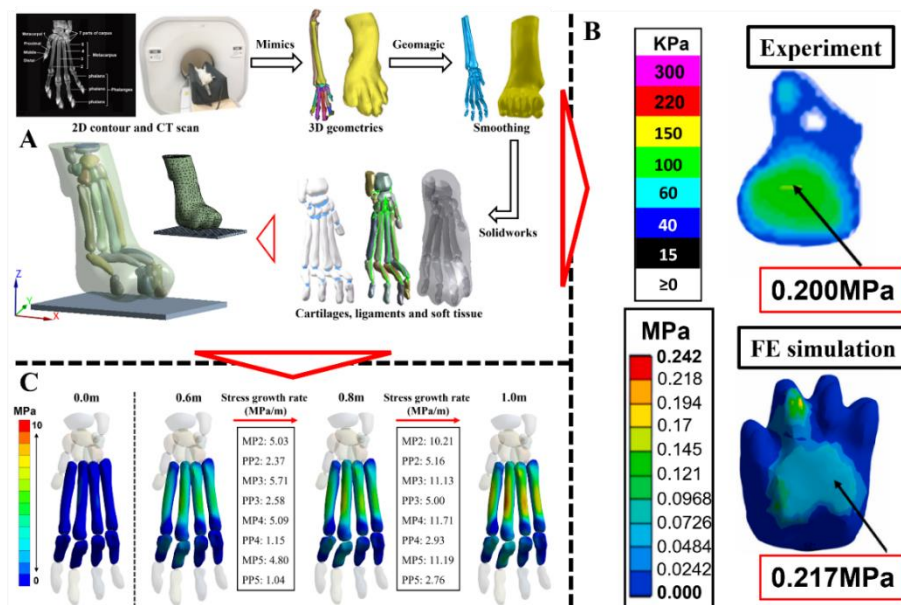 Metacarpal 1
7 parts of carpus
Proximal
Middle
Distal
Metacarpus
phalanx
phalanx
phalanx
Phalanges
2D contour and CT scan
Mimics
3D geometrics
Geomagic
Smoothing
Solidworks
Cartilages, ligaments and soft tissue
A
Z
Y
X
B
KPa
300
220
150
100
60
40
15
≥0
Experiment
0.200MPa
MPa
0.242
0.218
0.194
0.17
0.145
0.121
0.0968
0.0726
0.0484
0.0242
0.000
FE simulation
0.217MPa
C
MPa
10
0
0.0m
0.6m
Stress growth rate
(MPa/m)
MP2: 5.03
PP2: 2.37
MP3: 5.71
PP3: 2.58
MP4: 5.09
PP4: 1.15
MP5: 4.80
PP5: 1.04
0.8m
Stress growth rate
(MPa/m)
MP2: 10.21
PP2: 5.16
MP3: 11.13
PP3: 5.00
MP4: 11.71
PP4: 2.93
MP5: 11.19
PP5: 2.76
1.0m